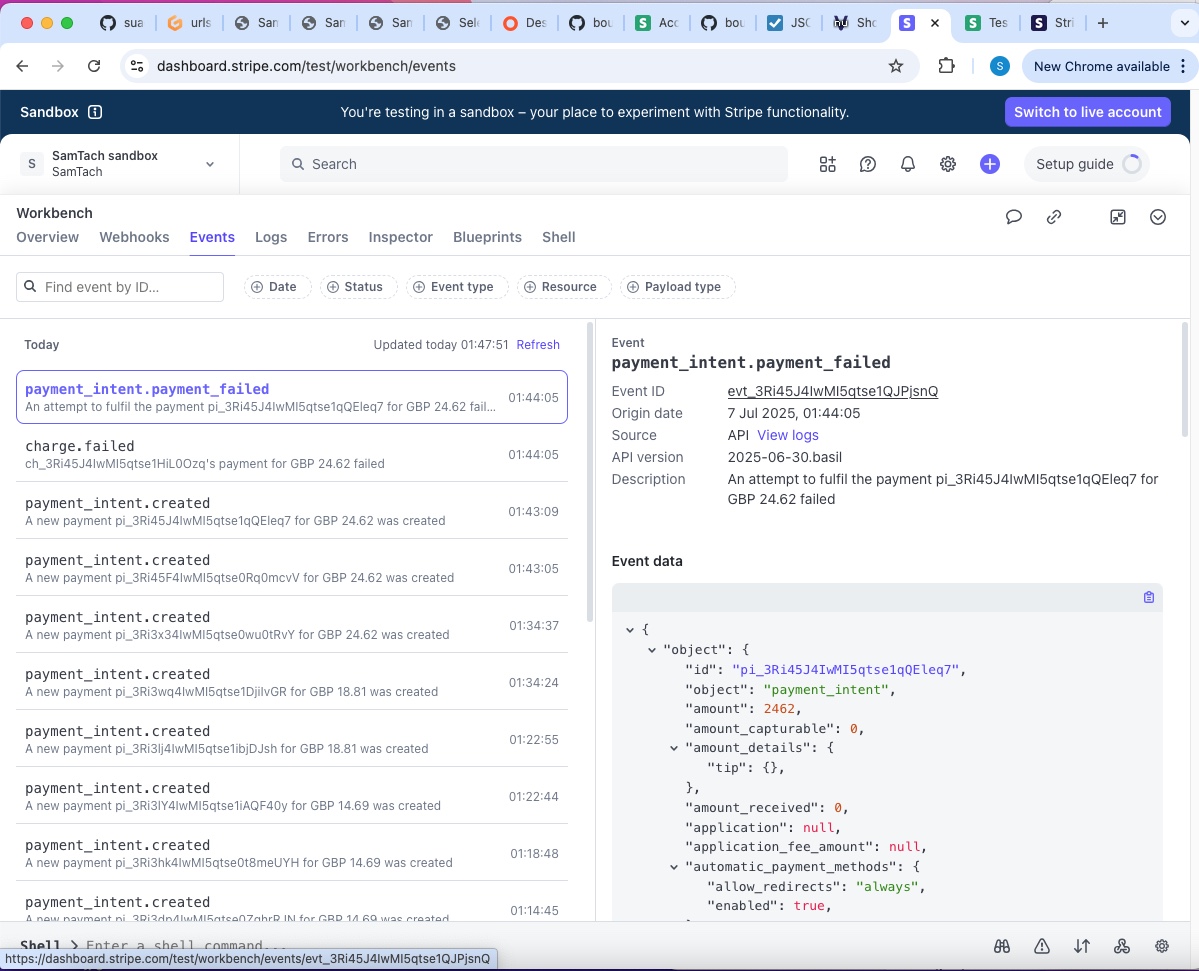 sua
urls
San
San
San
Sele
Des
bou
Acc
bou
JSC
Sho
Tes
Stri
dashboard.stripe.com/test/workbench/events
S
New Chrome available
Sandbox
You're testing in a sandbox – your place to experiment with Stripe functionality.
Switch to live account
S
SamTach sandbox
SamTach
Search
Setup guide
Workbench
Overview Webhooks Events Logs Errors Inspector Blueprints Shell
Find event by ID...
Date Status Event type Resource Payload type
Today
Updated today 01:47:51 Refresh
payment_intent.payment_failed
An attempt to fulfil the payment pi_3Ri45J4IwMI5qtse1qQEleq7 for GBP 24.62 fail...
01:44:05
charge.failed
ch_3Ri45J4IwMI5qtse1HiL0Ozq's payment for GBP 24.62 failed
01:44:05
payment_intent.created
A new payment pi_3Ri45J4IwMI5qtse1qQEleq7 for GBP 24.62 was created
01:43:09
payment_intent.created
A new payment pi_3Ri45F4IwMI5qtse0Rq0mcvV for GBP 24.62 was created
01:43:05
payment_intent.created
A new payment pi_3Ri3x34IwMI5qtse0wu0tRvY for GBP 24.62 was created
01:34:37
payment_intent.created
A new payment pi_3Ri3wq4IwMI5qtse1DjiIvGR for GBP 18.81 was created
01:34:24
payment_intent.created
A new payment pi_3Ri3lj4IwMI5qtse1ibjDJsh for GBP 18.81 was created
01:22:55
payment_intent.created
A new payment pi_3Ri3lY4IwMI5qtse1iAQF40y for GBP 14.69 was created
01:22:44
payment_intent.created
A new payment pi_3Ri3hk4IwMI5qtse0t8meUYH for GBP 14.69 was created
01:18:48
payment_intent.created
A new payment for GBP 14.69 was created
01:14:45
Event
payment_intent.payment_failed
Event ID evt_3Ri45J4IwMI5qtse1QJPjsnQ
Origin date 7 Jul 2025, 01:44:05
Source API View logs
API version 2025-06-30.basil
Description An attempt to fulfil the payment pi_3Ri45J4IwMI5qtse1qQEleq7 for
GBP 24.62 failed
Event data
{
"object": {
"id": "pi_3Ri45J4IwMI5qtse1qQEleq7",
"object": "payment_intent",
"amount": 2462,
"amount_capturable": 0,
"amount_details": {
"tip": {},
},
"amount_received": 0,
"application": null,
"application_fee_amount": null,
"automatic_payment_methods": {
"allow_redirects": "always",
"enabled": true,
Shell Enter a shell command...
https://dashboard.stripe.com/test/workbench/events/evt_3Ri45J4IwMI5qtse1QJPjsnQ